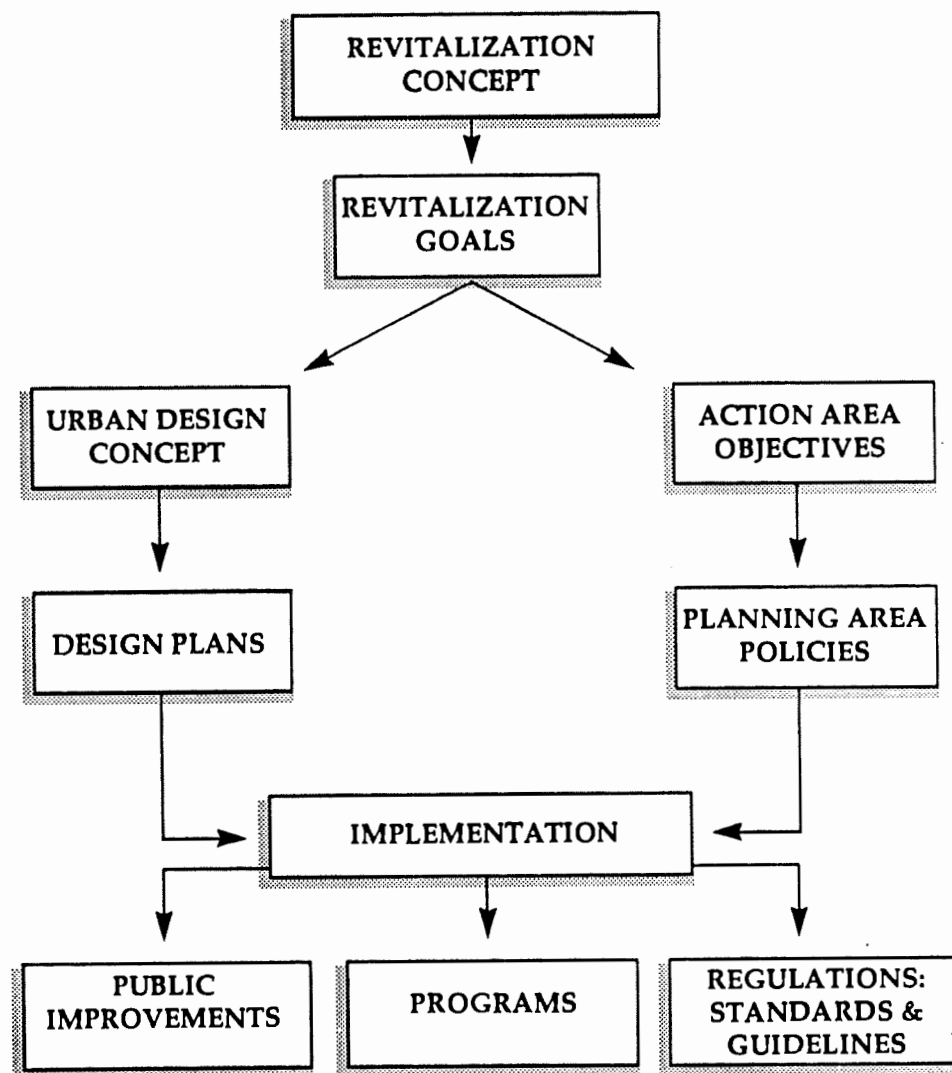 REVITALIZATION
CONCEPT
REVITALIZATION
GOALS
URBAN DESIGN
CONCEPT
ACTION AREA
OBJECTIVES
DESIGN PLANS
PLANNING AREA
POLICIES
IMPLEMENTATION
PUBLIC
IMPROVEMENTS
PROGRAMS
REGULATIONS:
STANDARDS &
GUIDELINES